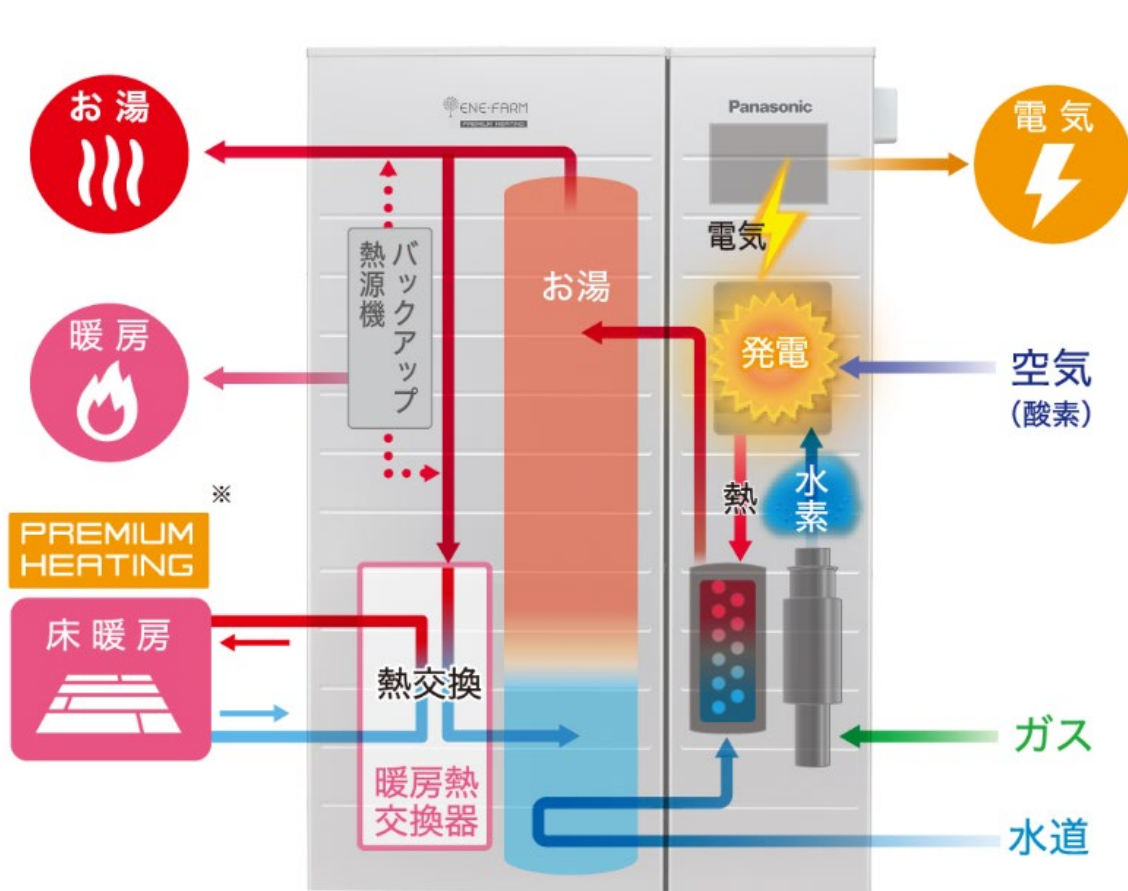 ENE・FARM
PREMIUM HEATING
Panasonic
お湯
電気
電気
バックアップ
熱源機
お湯
発電
暖房
空気
(酸素)
熱
水素
※
PREMIUM
HEATING
床暖房
熱交換
ガス
暖房熱
交換器
水道